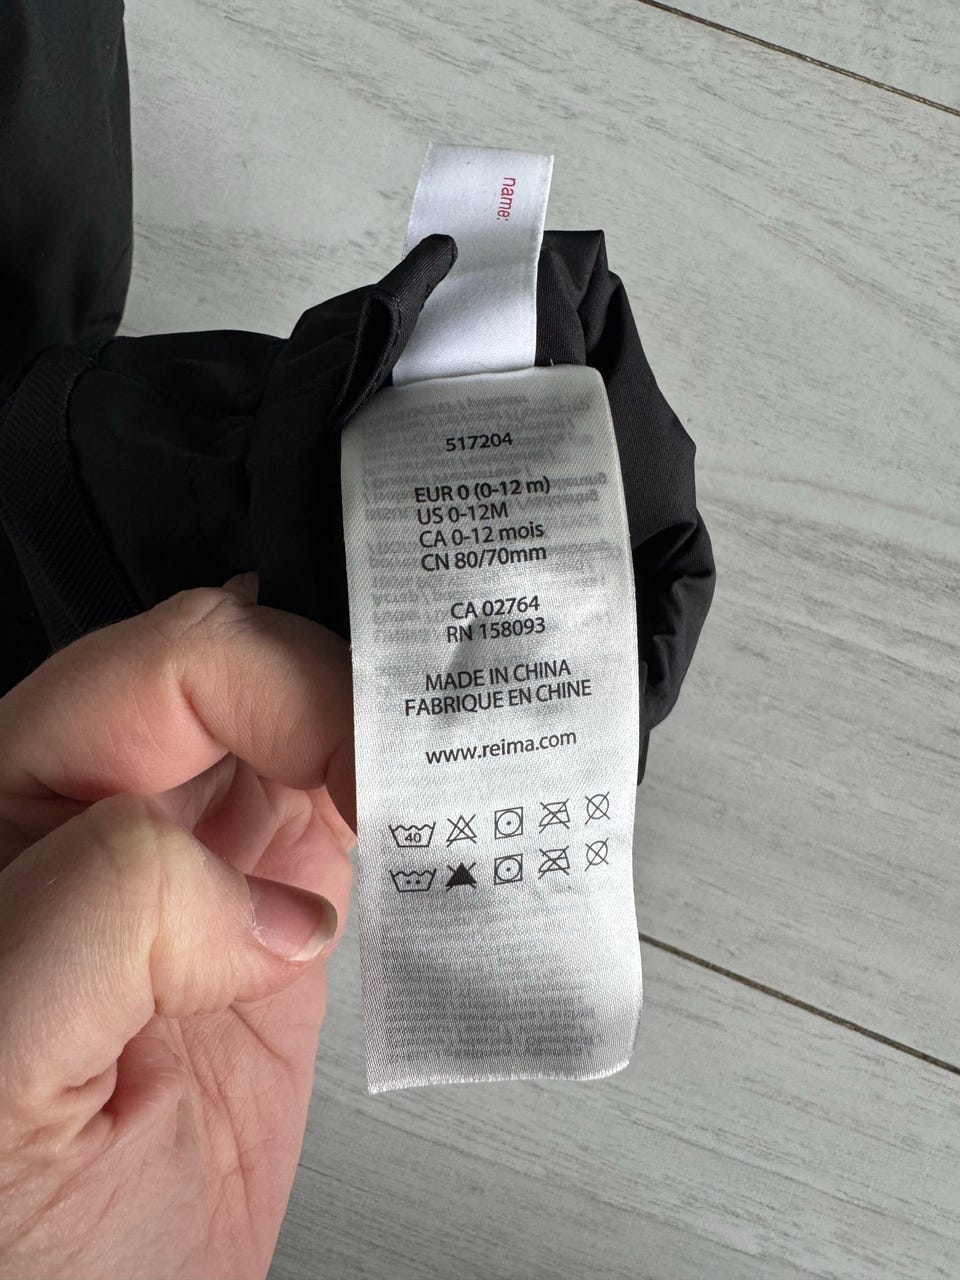 name:
517204
EUR 0 (0-12 m)
US 0-12M
CA 0-12 mois
CN 80/70mm
CA 02764
RN 158093
MADE IN CHINA
FABRIQUE EN CHINE
www.reima.com
40